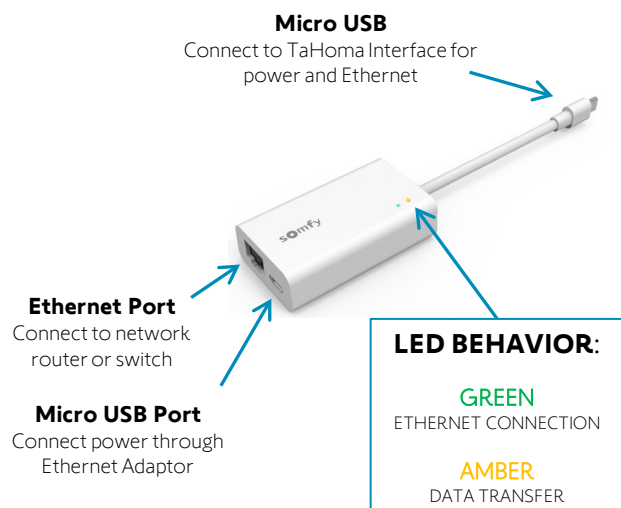 Micro USB
Connect to TaHoma Interface for
power and Ethernet
somfy
Ethernet Port
Connect to network
router or switch
Micro USB Port
Connect power through
Ethernet Adaptor
LED BEHAVIOR:
GREEN
ETHERNET CONNECTION
AMBER
DATA TRANSFER